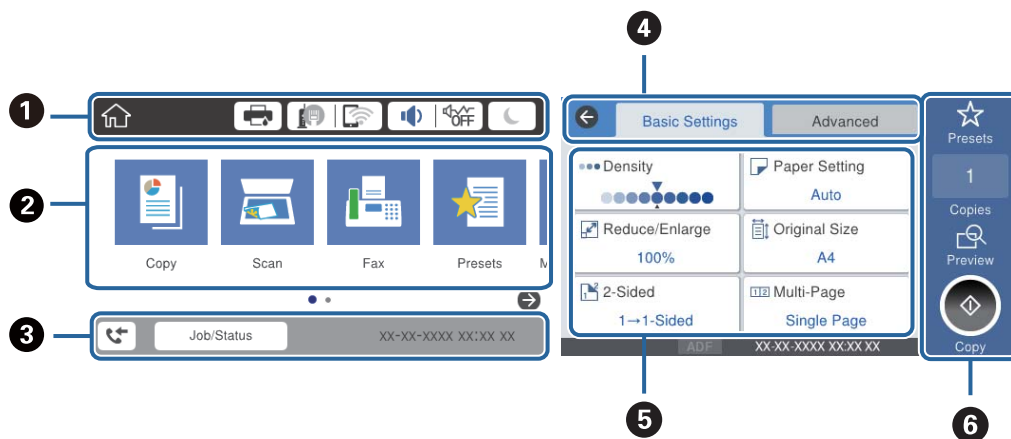 4
1
OFF
Basic Settings
Advanced
Presets
Density
Paper Setting
Auto
1
Copies
2
Reduce/Enlarge
100%
Original Size
A4
Preview
Copy
Scan
Fax
Presets
M
2-Sided
1→1-Sided
1 2 Multi-Page
Single Page
3
Job/Status
XX-XX-XXXX XX:XX XX
ADF
XX-XX-XXXX XX:XX XX
Copy
5
6